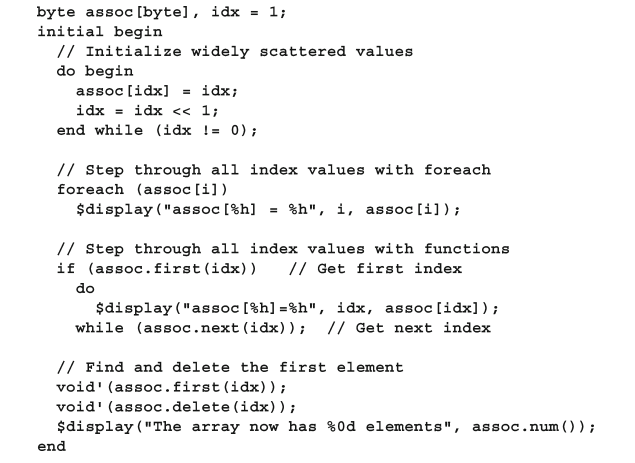 byte assoc[byte], idx = 1;
initial begin
// Initialize widely scattered values
do begin
assoc[idx] = idx;
idx = idx << 1;
end while (idx != 0);
// Step through all index values with foreach
foreach (assoc[i])
$display("assoc[%h] = %h", i, assoc[i]);
// Step through all index values with functions
if (assoc.first(idx)) // Get first index
do
$display("assoc[%h]=%h", idx, assoc[idx]);
while (assoc.next(idx)); // Get next index
// Find and delete the first element
void'(assoc.first(idx));
void'(assoc.delete(idx));
$display("The array now has %0d elements", assoc.num());
end